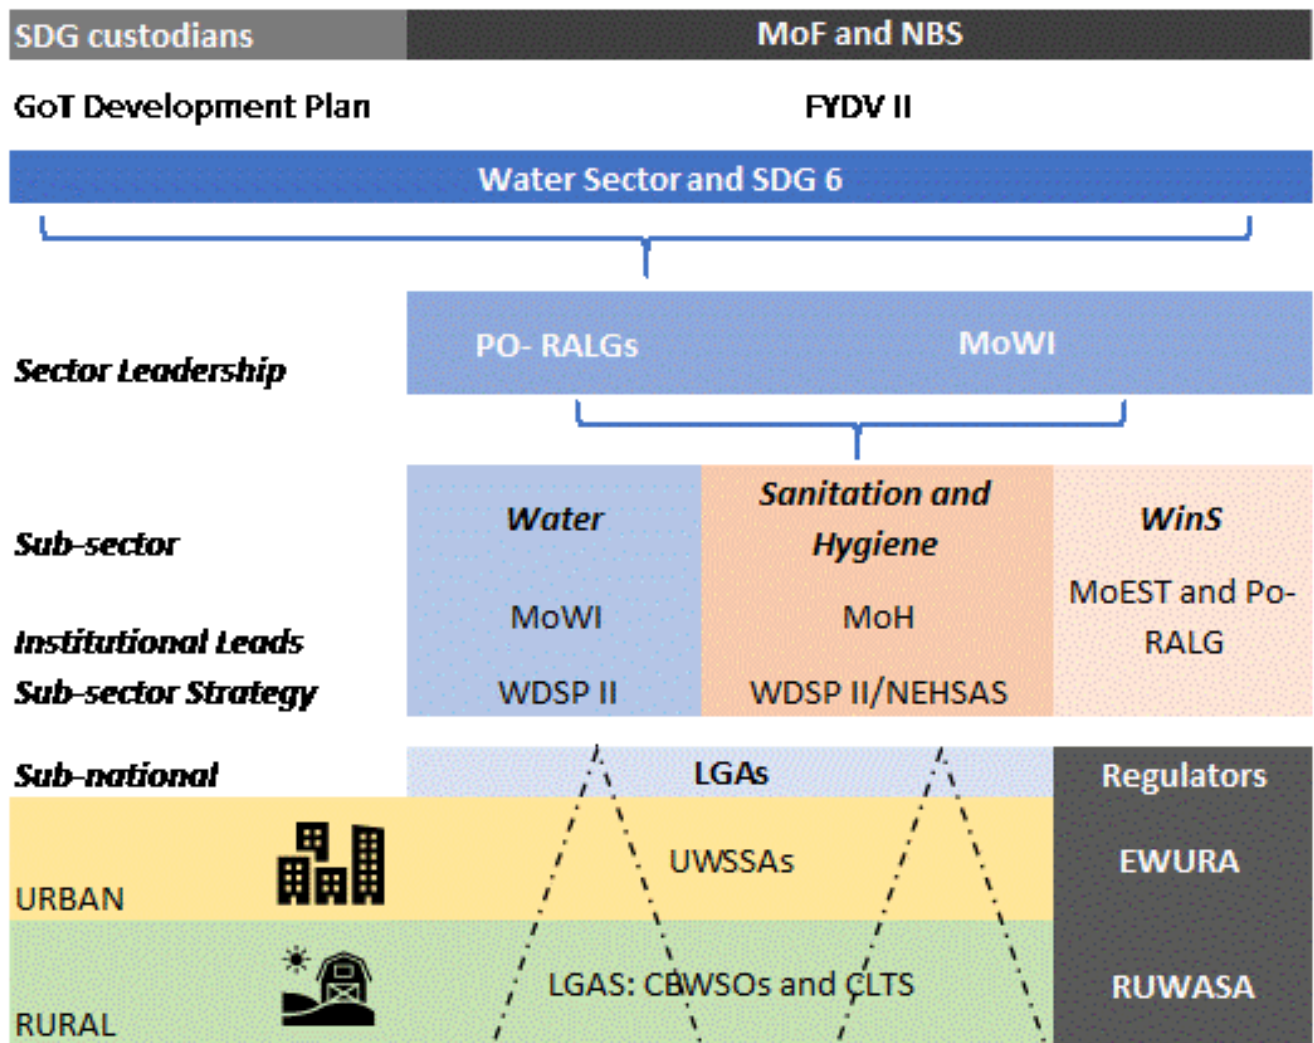 SDG custodians
MoF and NBS
GoT Development Plan
FYDV II
Water Sector and SDG 6
Sector Leadership
PO- RALGs
MoWI
Sub-sector
Water
Sanitation and
Hygiene
WinS
Institutional Leads
MoWI
MoH
MoEST and Po-
RALG
Sub-sector Strategy
WDSP II
WDSP II/NEHSAS
Sub-national
LGAs
Regulators
URBAN
UWSSAs
EWURA
RURAL
LGAS: CBWSOs and CLTS
RUWASA